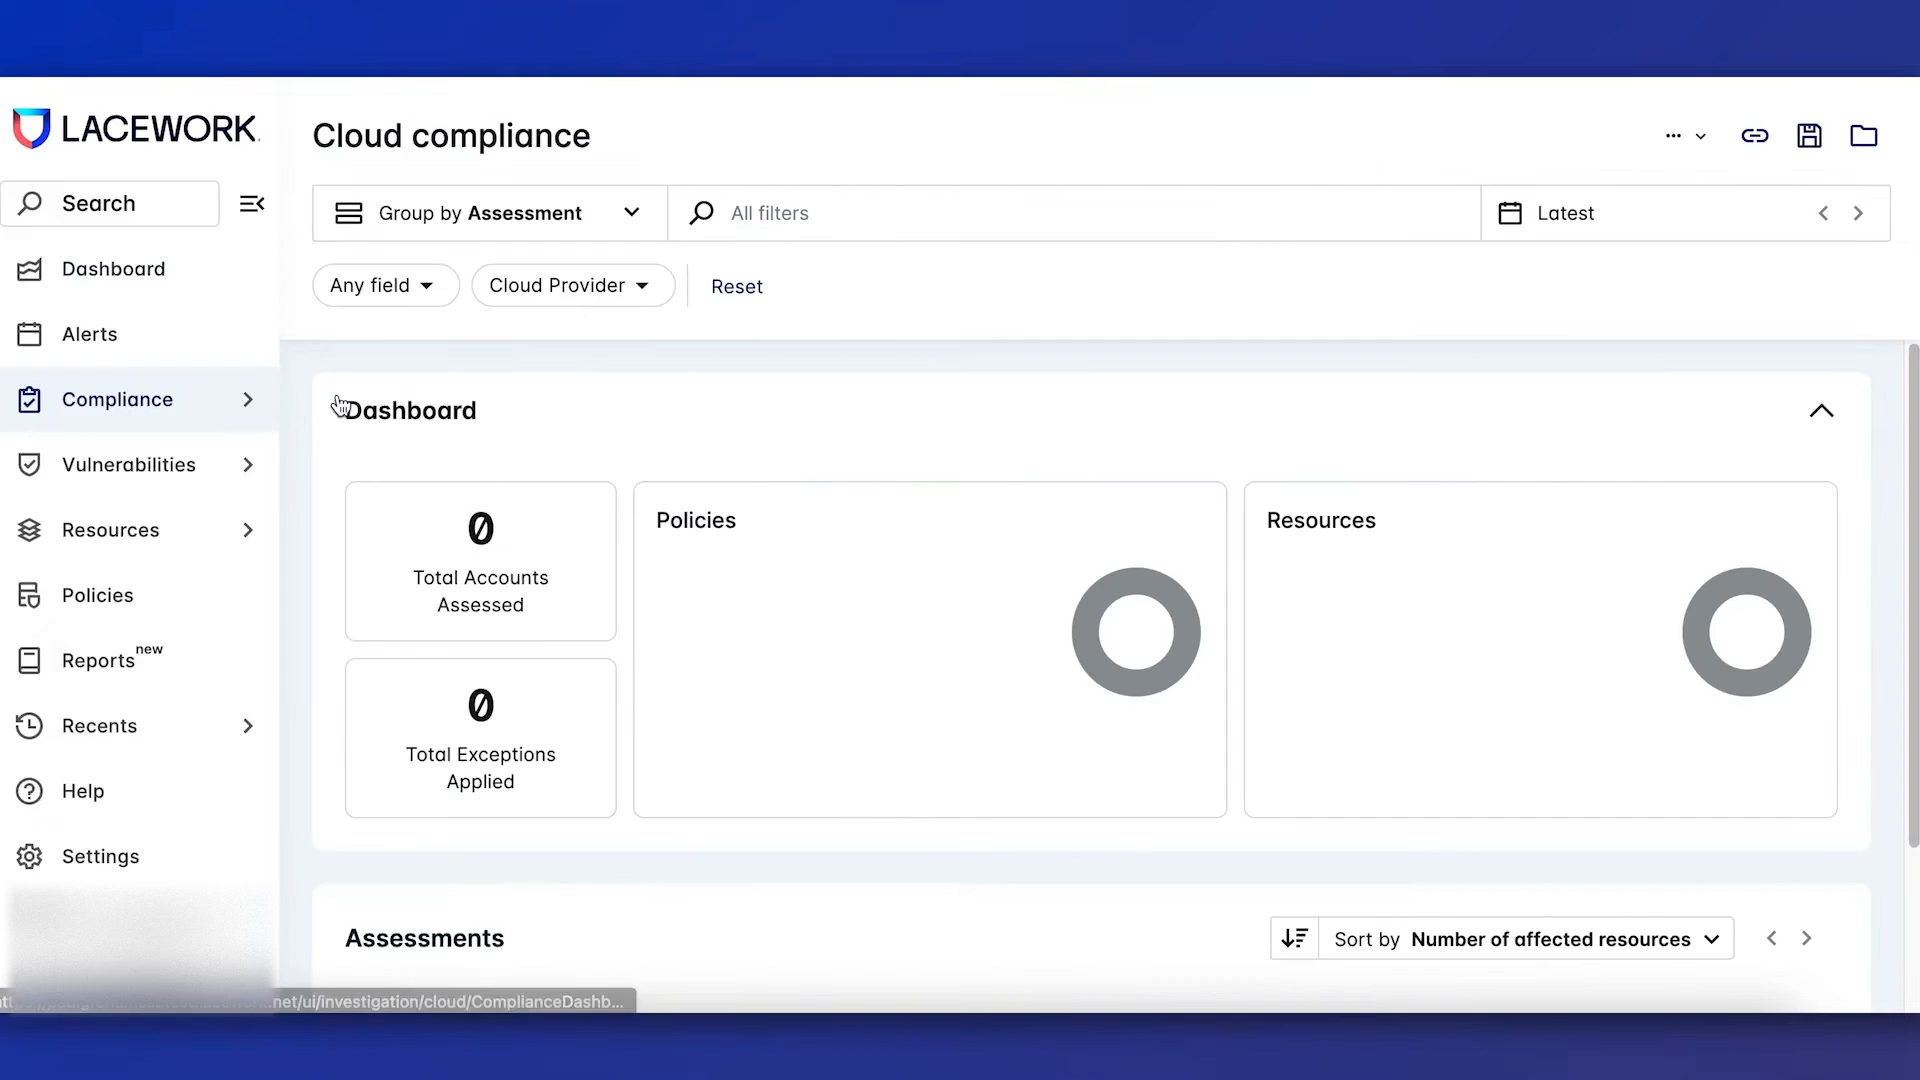 LACEWORK
Search
Dashboard
Alerts
Compliance
Vulnerabilities
Resources
Policies
Reports new
Recents
Help
Settings
Cloud compliance
Group by Assessment
All filters
Latest
Any field
Cloud Provider
Reset
Dashboard
0
Total Accounts
Assessed
0
Total Exceptions
Applied
Policies
Resources
Assessments
Sort by Number of affected resources
.net/ui/investigation/cloud/ComplianceDashb...